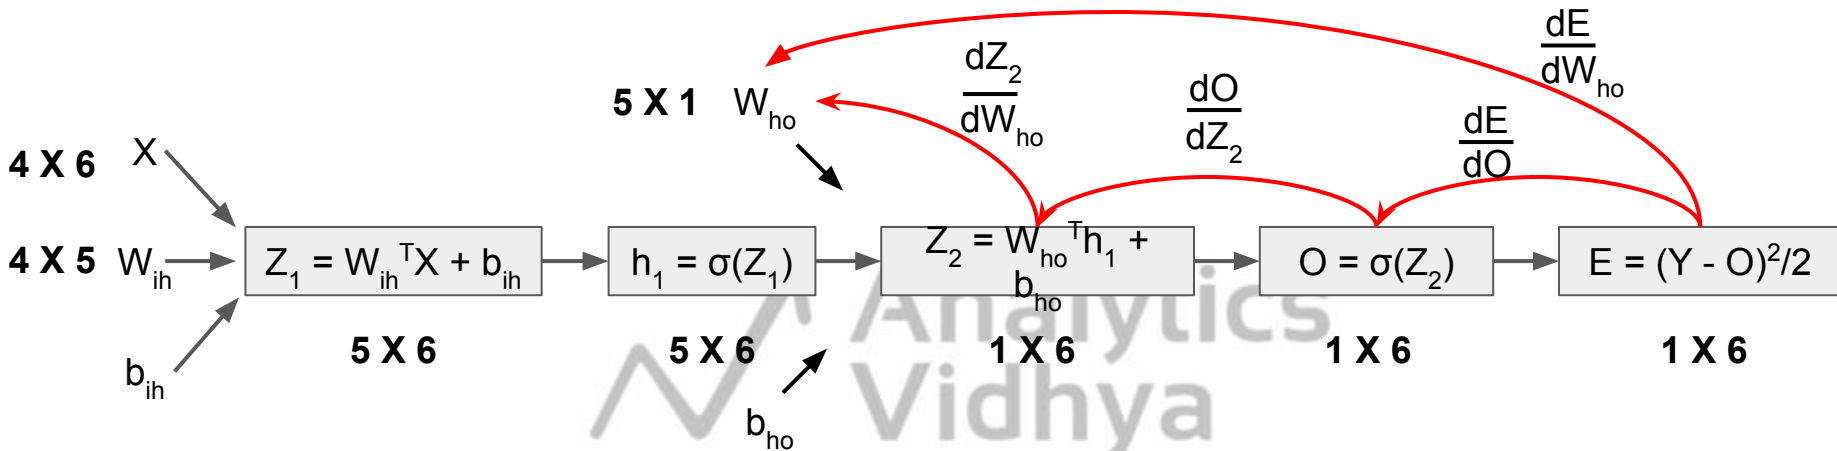 dE
dW_ho
dZ_2
dW_ho
dO
dZ_2
dE
dO
5 X 1 W_ho
4 X 6 X
4 X 5 W_ih
Z_1 = W_ih^T X + b_ih
h_1 = σ(Z_1)
Z_2 = W_ho^T h_1 +
b_ho
O = σ(Z_2)
E = (Y - O)^2/2
5 X 6
5 X 6
1 X 6
1 X 6
1 X 6
b_ih
b_ho
Analytics
Vidhya